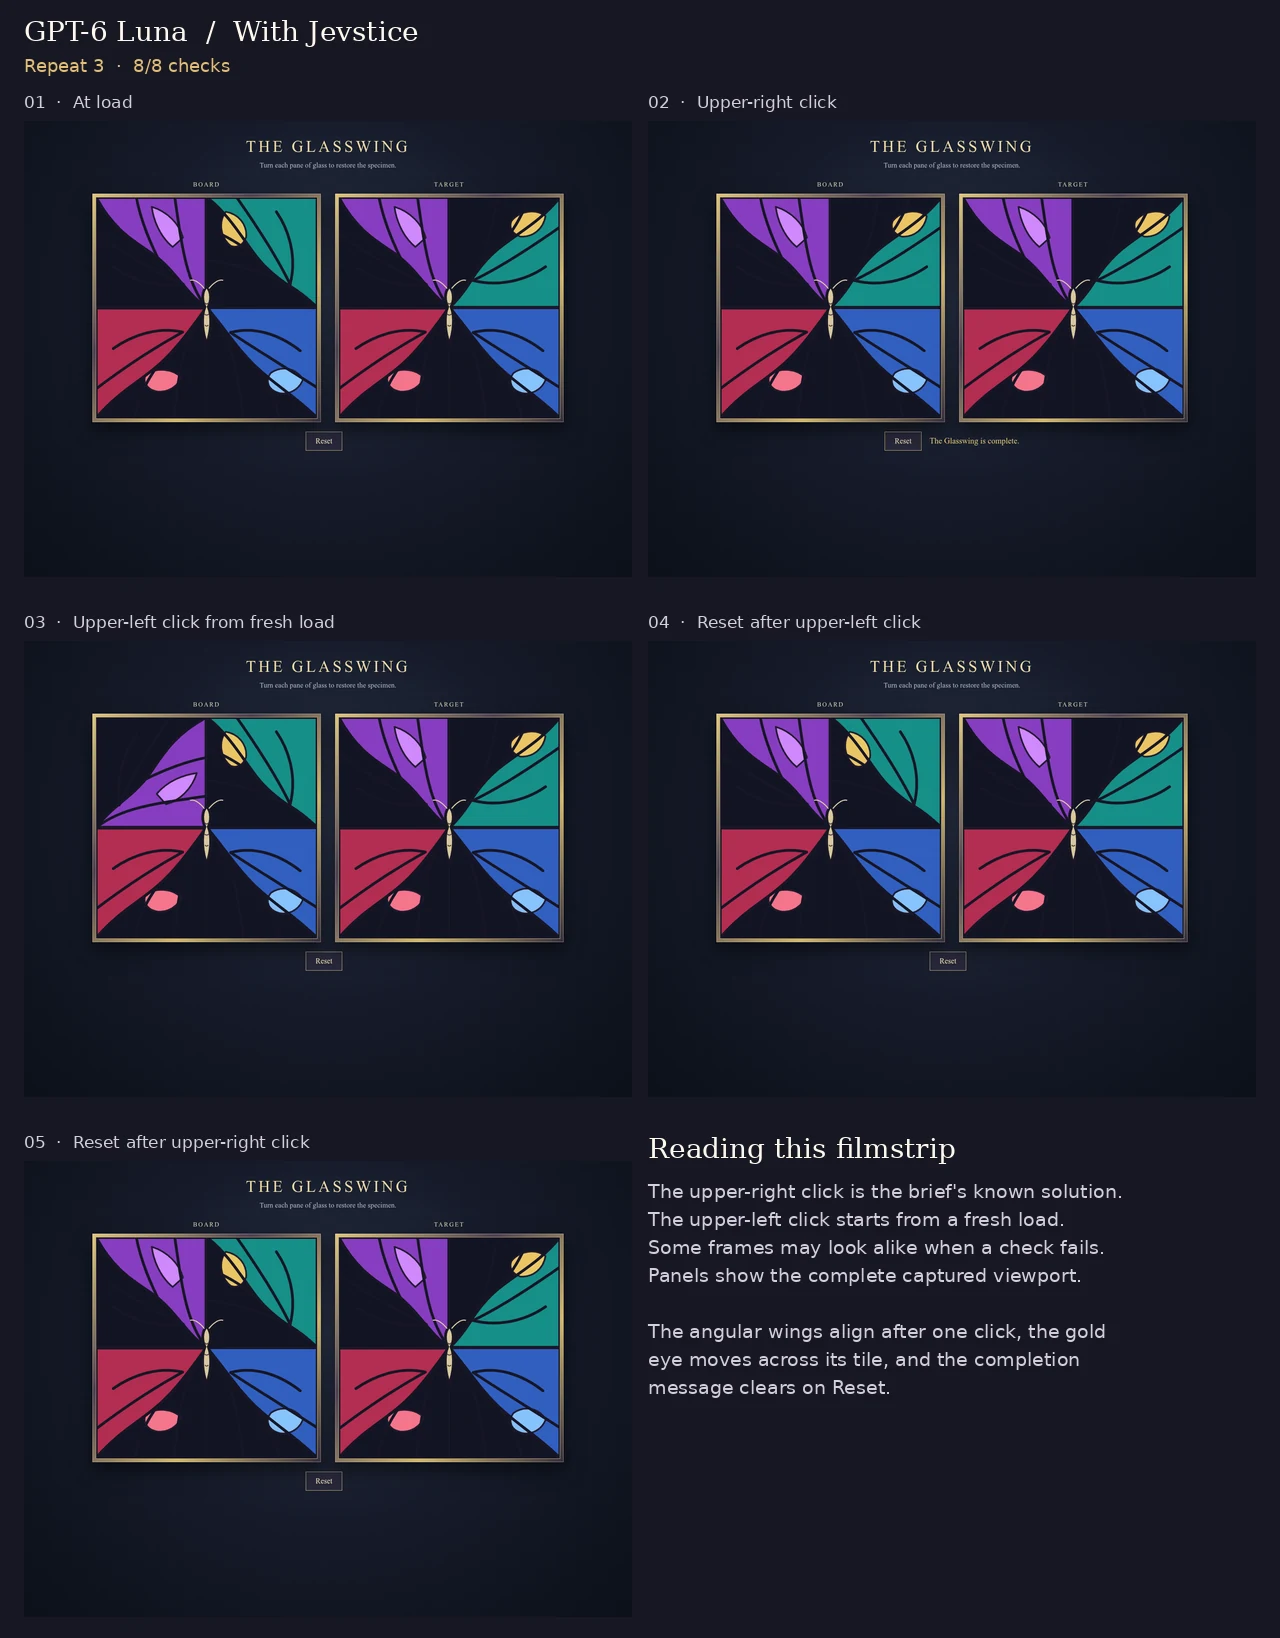 GPT-6 Luna / With Jevstice
Repeat 3 · 8/8 checks
01 · At load
THE GLASSWING
Turn each pane of glass to restore the specimen.
BOARD
TARGET
Reset
02 · Upper-right click
THE GLASSWING
Turn each pane of glass to restore the specimen.
BOARD
TARGET
Reset
The Glasswing is complete.
03 · Upper-left click from fresh load
THE GLASSWING
Turn each pane of glass to restore the specimen.
BOARD
TARGET
Reset
04 · Reset after upper-left click
THE GLASSWING
Turn each pane of glass to restore the specimen.
BOARD
TARGET
Reset
05 · Reset after upper-right click
THE GLASSWING
Turn each pane of glass to restore the specimen.
BOARD
TARGET
Reset
Reading this filmstrip
The upper-right click is the brief's known solution.
The upper-left click starts from a fresh load.
Some frames may look alike when a check fails.
Panels show the complete captured viewport.
The angular wings align after one click, the gold
eye moves across its tile, and the completion
message clears on Reset.